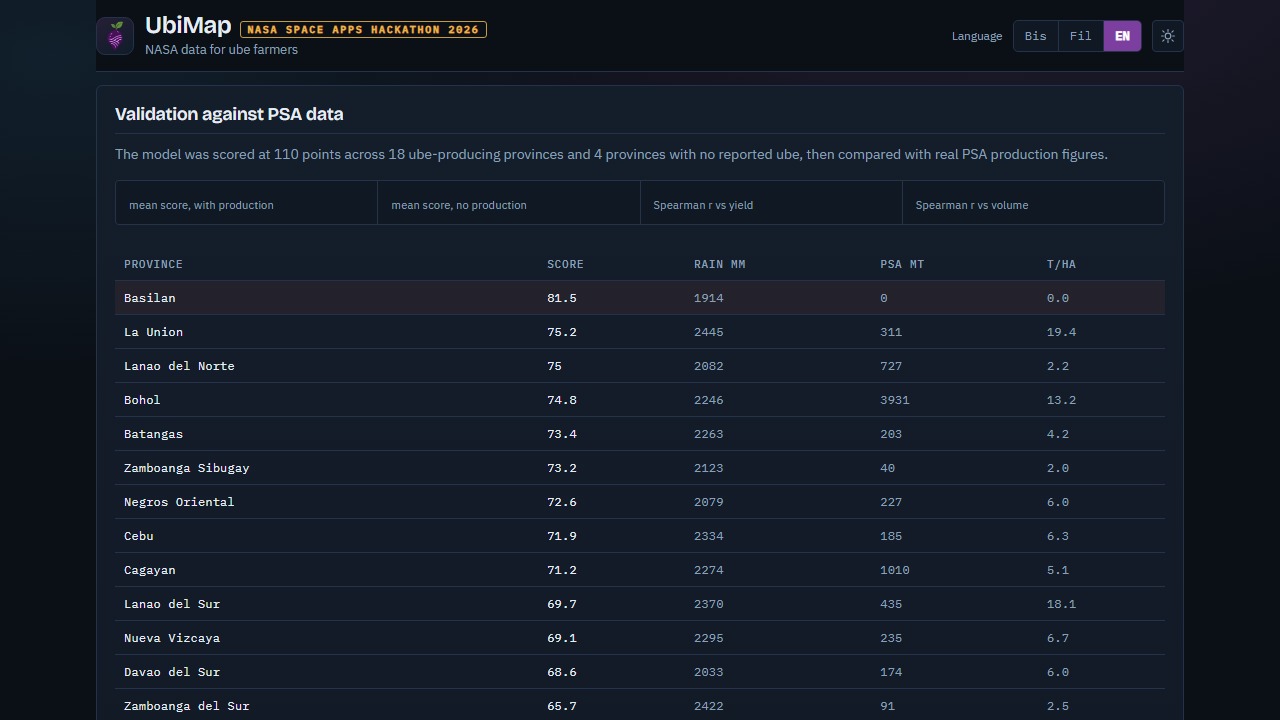 UbiMap NASA SPACE APPS HACKATHON 2026
NASA data for ube farmers
Language Bis Fil EN
Validation against PSA data
The model was scored at 110 points across 18 ube-producing provinces and 4 provinces with no reported ube, then compared with real PSA production figures.
mean score, with production mean score, no production Spearman r vs yield Spearman r vs volume
PROVINCE SCORE RAIN MM PSA MT T/HA
Basilan 81.5 1914 0 0.0
La Union 75.2 2445 311 19.4
Lanao del Norte 75 2082 727 2.2
Bohol 74.8 2246 3931 13.2
Batangas 73.4 2263 203 4.2
Zamboanga Sibugay 73.2 2123 40 2.0
Negros Oriental 72.6 2079 227 6.0
Cebu 71.9 2334 185 6.3
Cagayan 71.2 2274 1010 5.1
Lanao del Sur 69.7 2370 435 18.1
Nueva Vizcaya 69.1 2295 235 6.7
Davao del Sur 68.6 2033 174 6.0
Zamboanga del Sur 65.7 2422 91 2.5